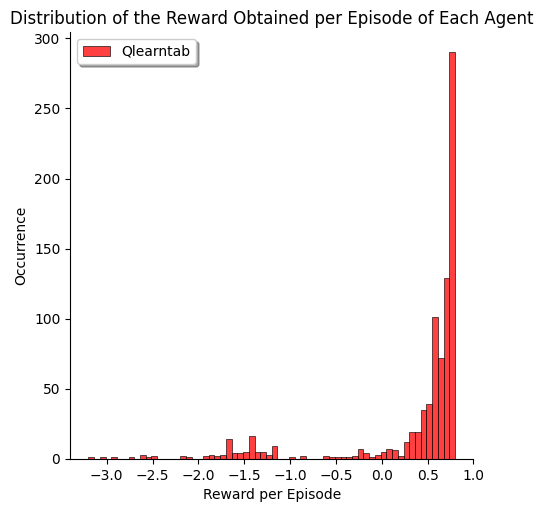 Distribution of the Reward Obtained per Episode of Each Agent
Qlearntab
300
250
200
150
100
50
0
Occurrence
−3.0 −2.5 −2.0 −1.5 −1.0 −0.5 0.0 0.5 1.0
Reward per Episode